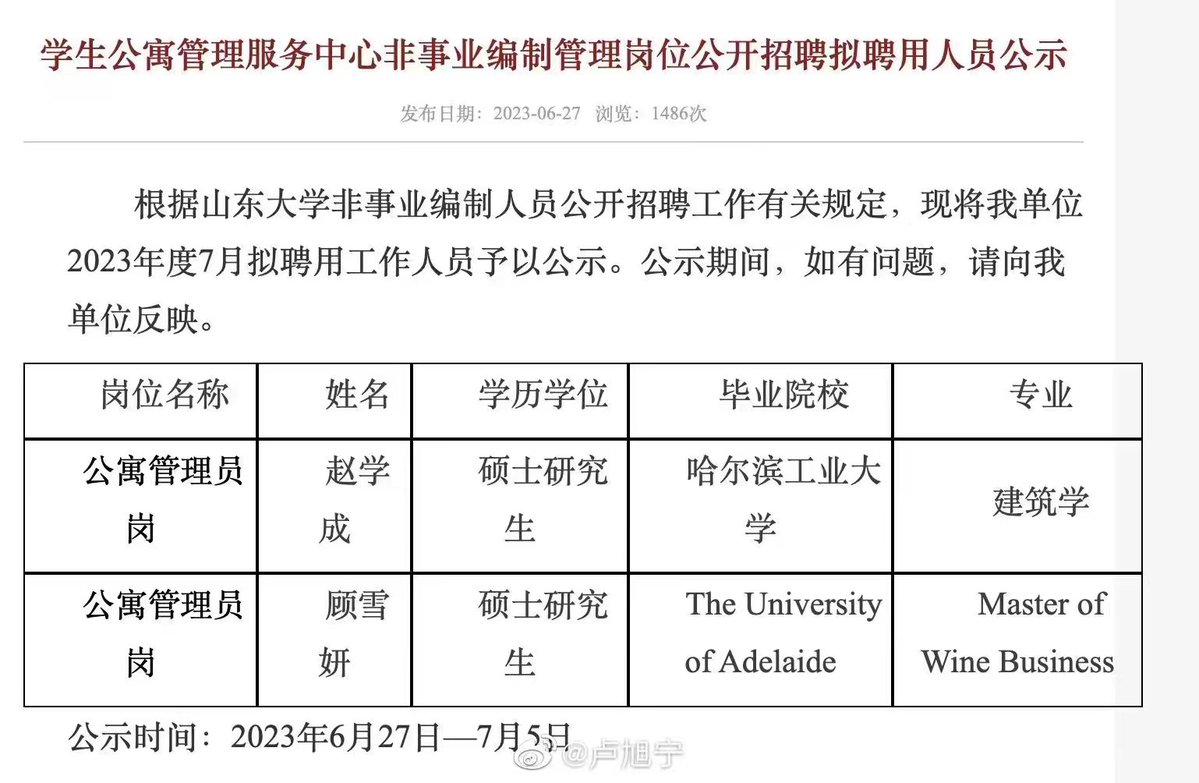 学生公寓管理服务中心非事业编制管理岗位公开招聘拟聘用人员公示
发布日期：2023-06-27 浏览：1486次
根据山东大学非事业编制人员公开招聘工作有关规定，现将我单位
2023年度7月拟聘用工作人员予以公示。公示期间，如有问题，请向我
单位反映。
岗位名称 姓名 学历学位 毕业院校 专业
公寓管理员 赵学 硕士研究 哈尔滨工业大 建筑学
岗 成 生 学
公寓管理员 顾雪 硕士研究 The University Master of
岗 妍 生 of Adelaide Wine Business
公示时间：2023年6月27日—7月5日
@卢旭宁